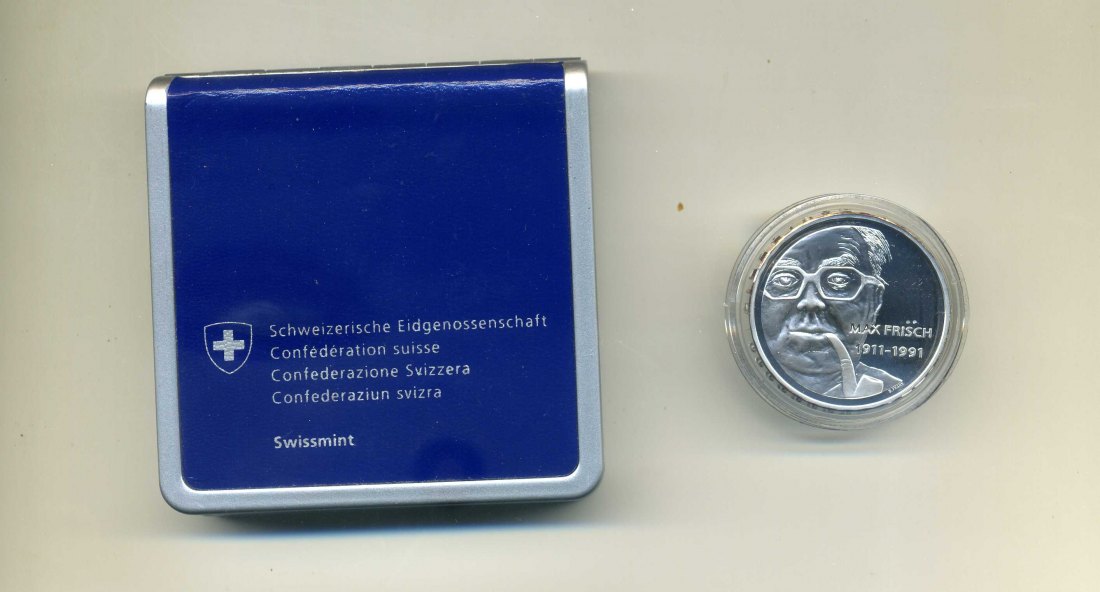 Schweizerische Eidgenossenschaft
Confédération suisse
Confederazione Svizzera
Confederaziun svizra
Swissmint
MAX FRISCH
1911–1991